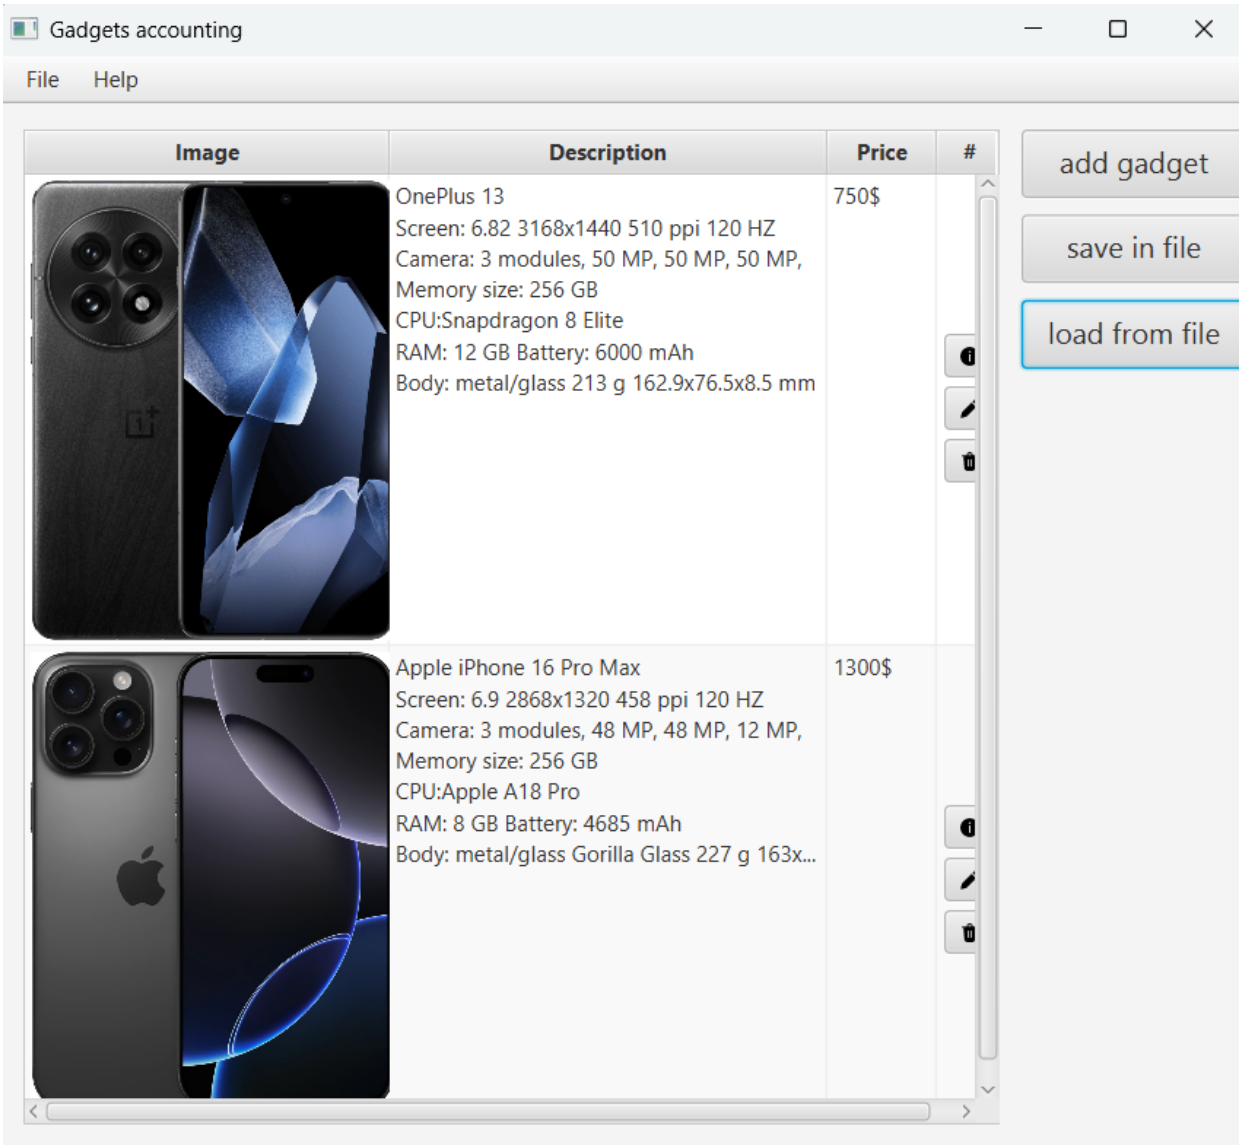 Gadgets accounting
File Help
Image Description Price #
OnePlus 13
Screen: 6.82 3168x1440 510 ppi 120 HZ
Camera: 3 modules, 50 MP, 50 MP, 50 MP,
Memory size: 256 GB
CPU:Snapdragon 8 Elite
RAM: 12 GB Battery: 6000 mAh
Body: metal/glass 213 g 162.9x76.5x8.5 mm
750$
Apple iPhone 16 Pro Max
Screen: 6.9 2868x1320 458 ppi 120 HZ
Camera: 3 modules, 48 MP, 48 MP, 12 MP,
Memory size: 256 GB
CPU:Apple A18 Pro
RAM: 8 GB Battery: 4685 mAh
Body: metal/glass Gorilla Glass 227 g 163x...
1300$
add gadget
save in file
load from file